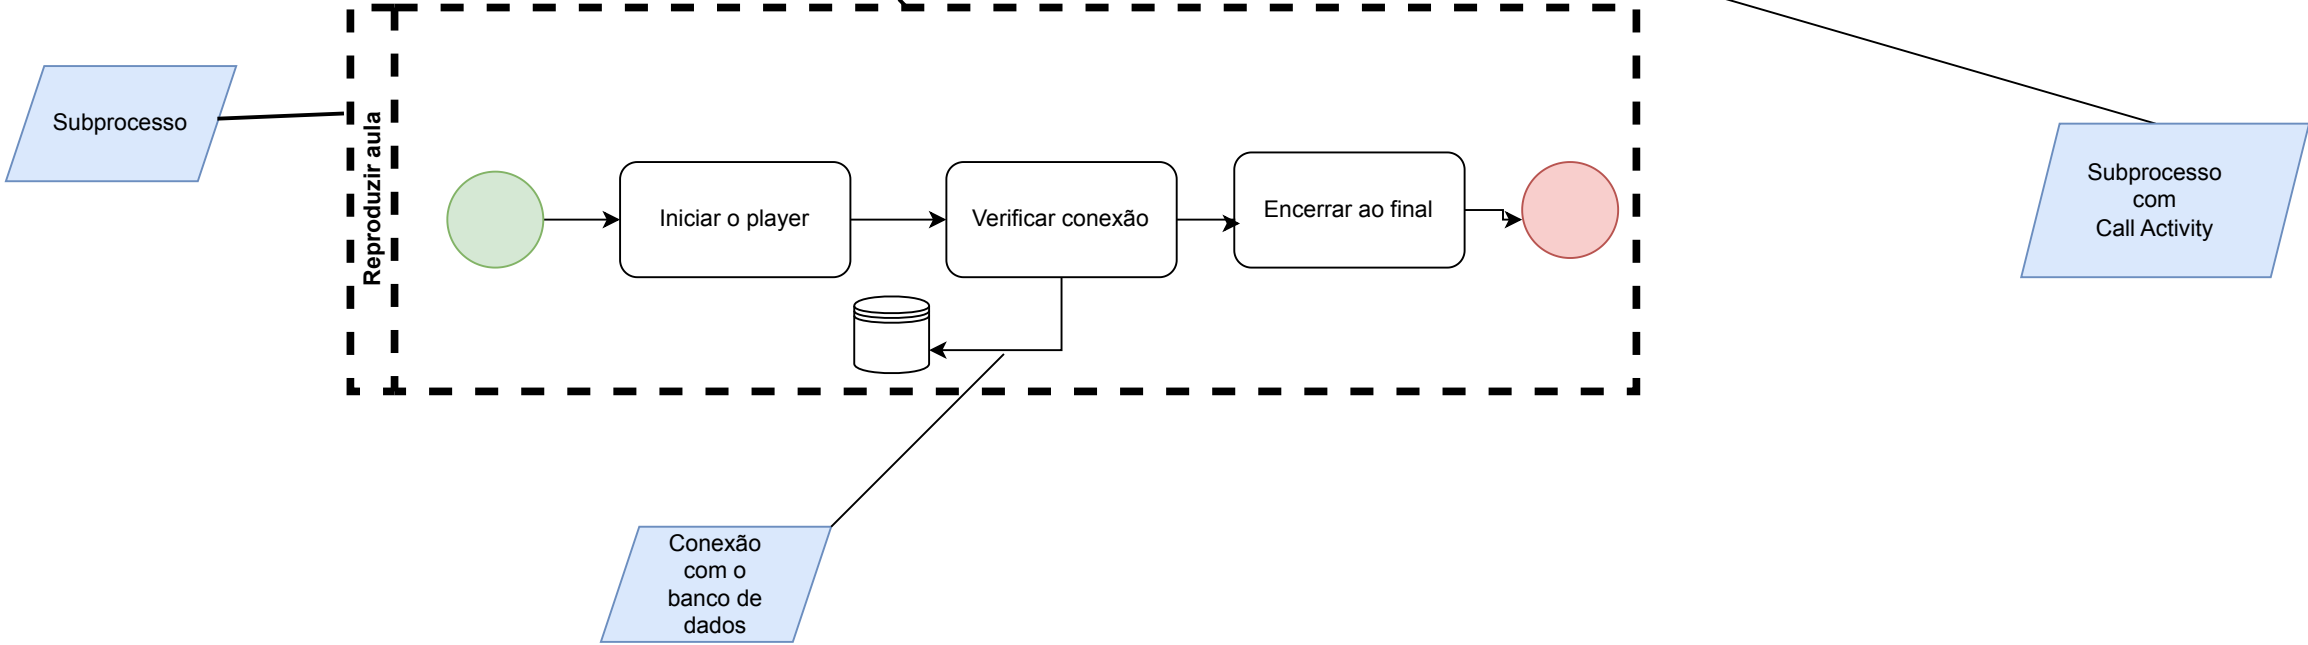 Subprocesso
Reproduzir aula
Iniciar o player
Verificar conexão
Encerrar ao final
Subprocesso
com
Call Activity
Conexão
com o
banco de
dados